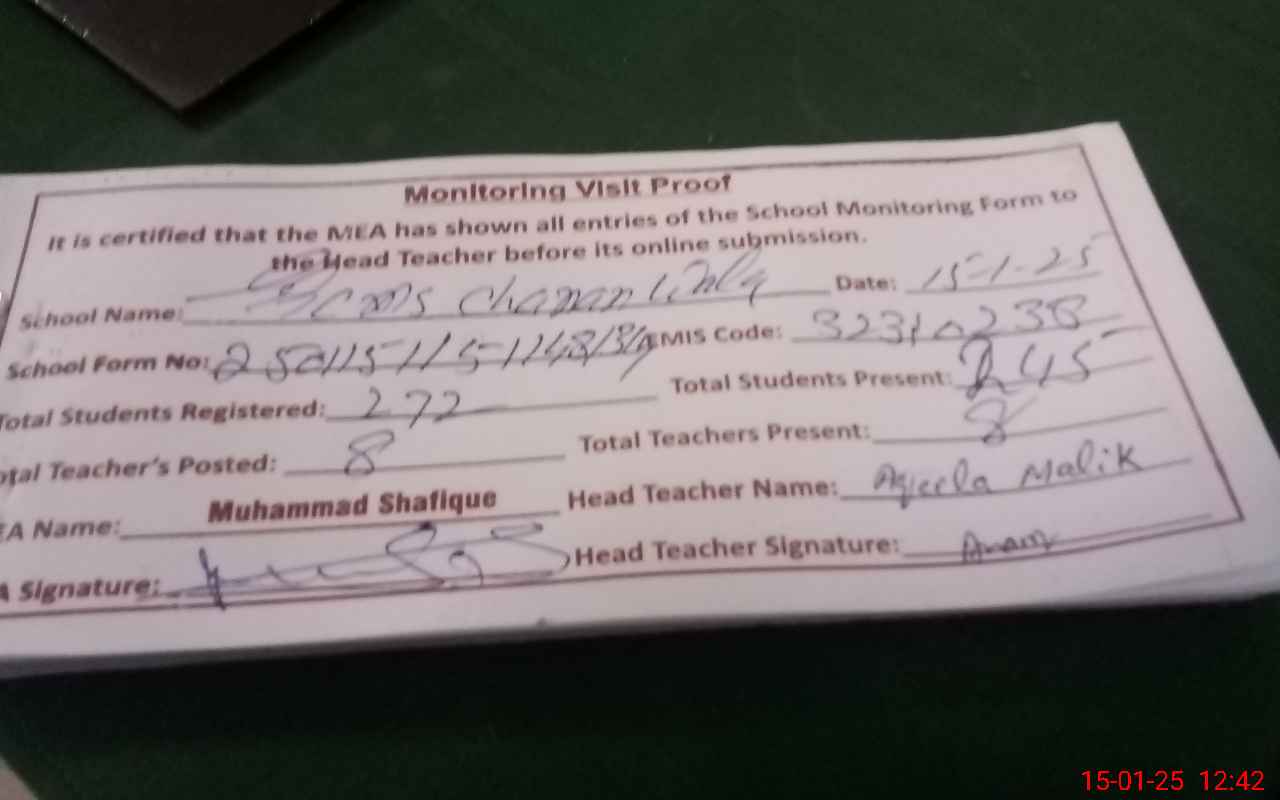 Monitoring Visit Proof
It is certified that the MEA has shown all entries of the School Monitoring Form to
the Head Teacher before its online submission.
School Name: Date: 15-1-25
School Form No: EMIS Code: 32310238
Total Students Registered: 272 Total Students Present: 245
Total Teacher's Posted: 8 Total Teachers Present: 8
EA Name: Muhammad Shafique Head Teacher Name: Aqeela Malik
A Signature: Head Teacher Signature:
15-01-25 12:42